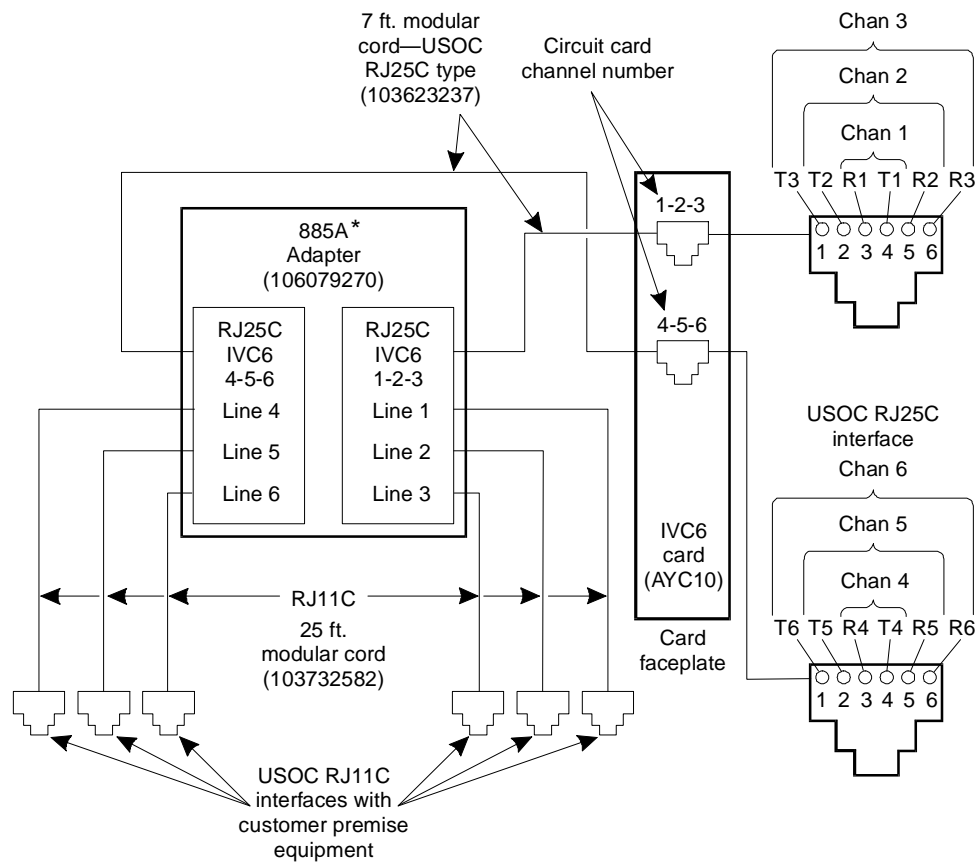 7 ft. modular
cord—USOC
RJ25C type
(103623237)
Circuit card
channel number
Chan 3
Chan 2
Chan 1
T3 T2 R1 T1 R2 R3
1 2 3 4 5 6
885A*
Adapter
(106079270)
RJ25C
IVC6
4-5-6
Line 4
Line 5
Line 6
RJ25C
IVC6
1-2-3
Line 1
Line 2
Line 3
1-2-3
4-5-6
IVC6
card
(AYC10)
Card
faceplate
USOC RJ25C
interface
Chan 6
Chan 5
Chan 4
T6 T5 R4 T4 R5 R6
1 2 3 4 5 6
RJ11C
25 ft.
modular cord
(103732582)
USOC RJ11C
interfaces with
customer premise
equipment